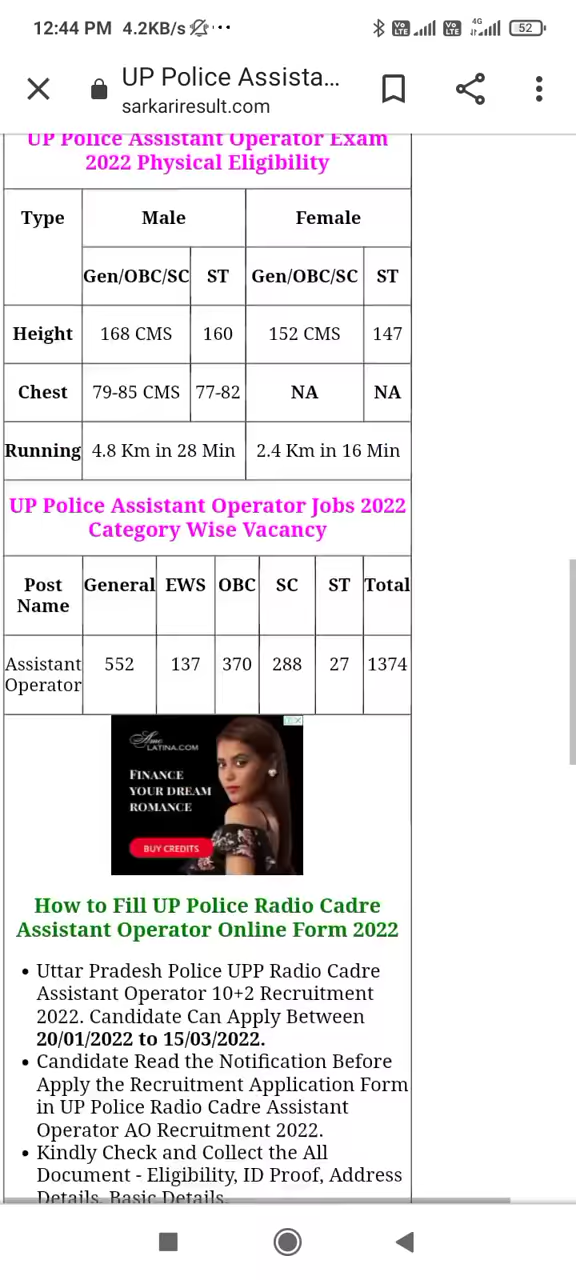 12:44 PM 4.2KB/s
4G
52
UP Police Assista...
sarkariresult.com
UP Police Assistant Operator Exam
2022 Physical Eligibility
Type Male Female
Gen/OBC/SC ST Gen/OBC/SC ST
Height 168 CMS 160 152 CMS 147
Chest 79-85 CMS 77-82 NA NA
Running 4.8 Km in 28 Min 2.4 Km in 16 Min
UP Police Assistant Operator Jobs 2022
Category Wise Vacancy
Post General EWS OBC SC ST Total
Name
Assistant 552 137 370 288 27 1374
Operator
LATINA.COM
FINANCE
YOUR DREAM
ROMANCE
BUY CREDITS
How to Fill UP Police Radio Cadre
Assistant Operator Online Form 2022
• Uttar Pradesh Police UPP Radio Cadre
Assistant Operator 10+2 Recruitment
2022. Candidate Can Apply Between
20/01/2022 to 15/03/2022.
• Candidate Read the Notification Before
Apply the Recruitment Application Form
in UP Police Radio Cadre Assistant
Operator AO Recruitment 2022.
• Kindly Check and Collect the All
Document - Eligibility, ID Proof, Address
Details, Basic Details.